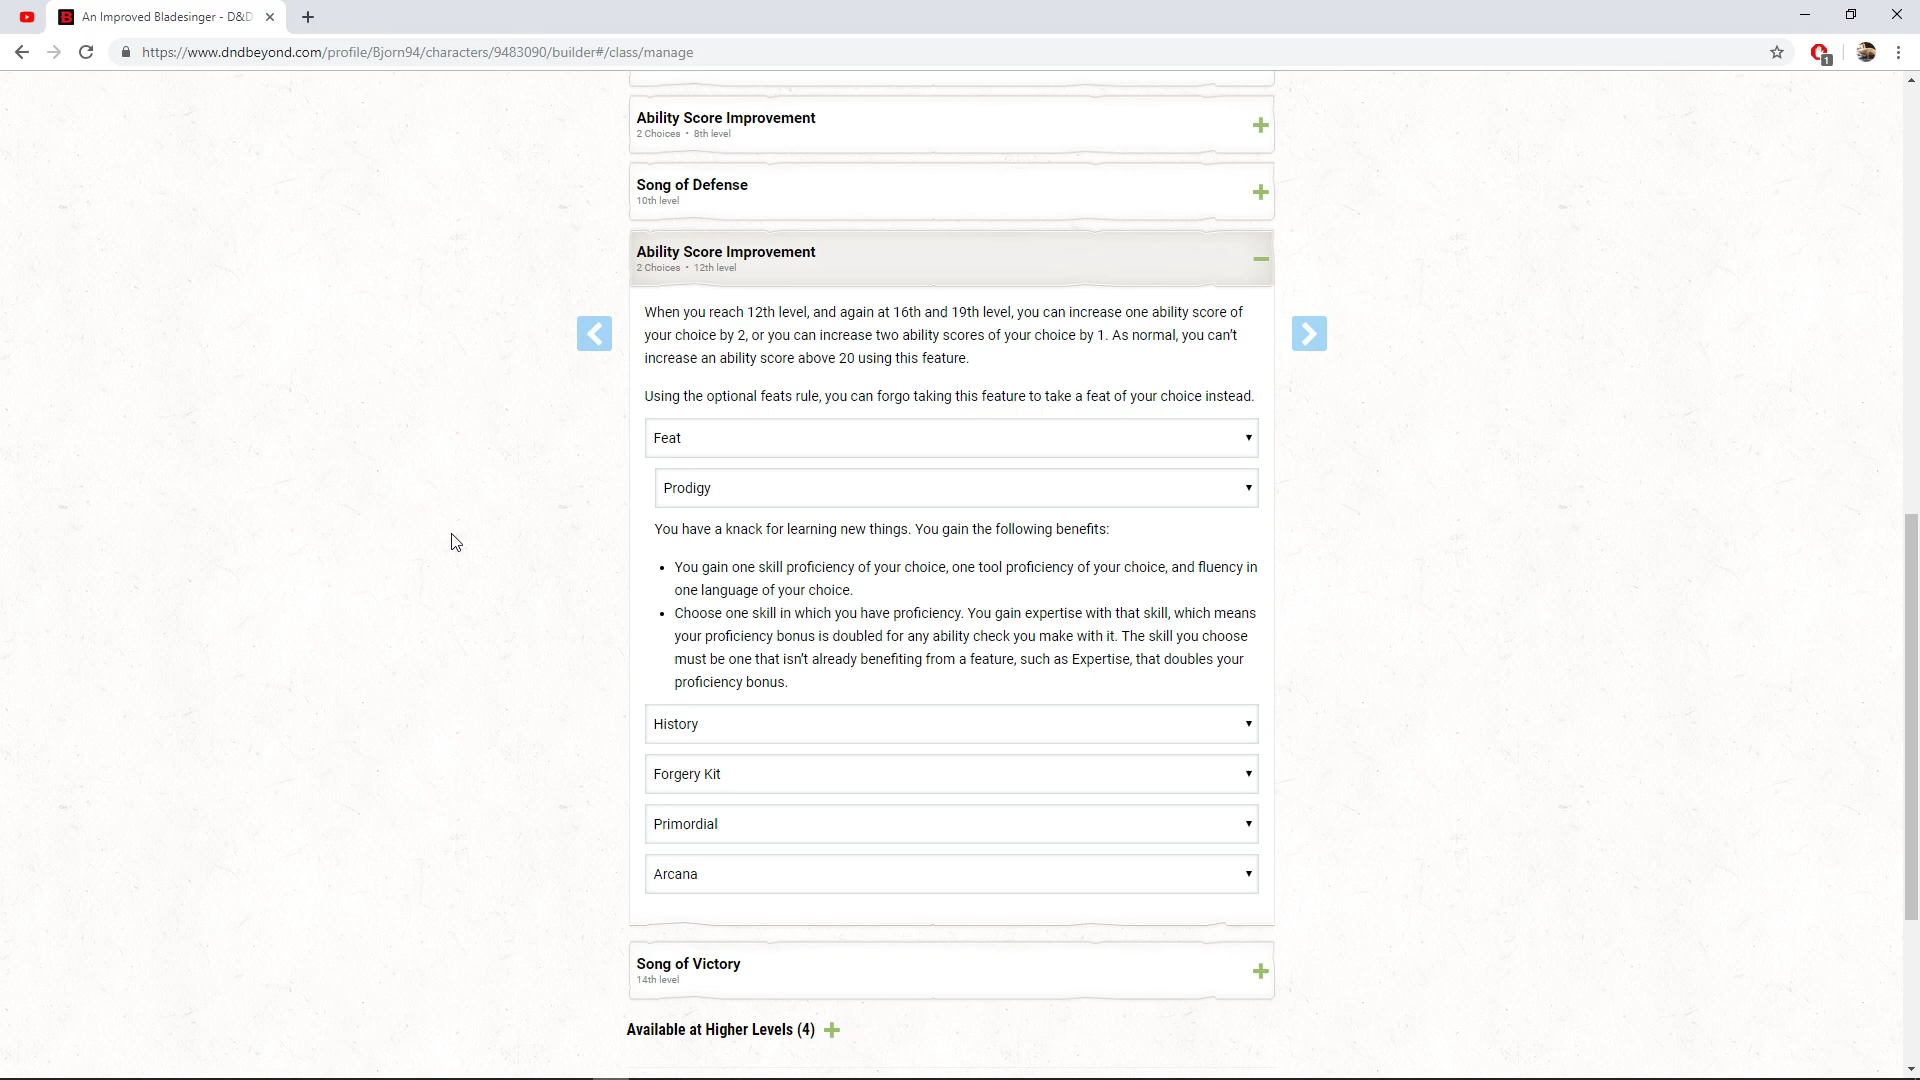 An Improved Bladesinger - D&D
https://www.dndbeyond.com/profile/Bjorn94/characters/9483090/builder#/class/manage
1
Ability Score Improvement
2 Choices • 8th level
Song of Defense
10th level
Ability Score Improvement
2 Choices • 12th level
When you reach 12th level, and again at 16th and 19th level, you can increase one ability score of
your choice by 2, or you can increase two ability scores of your choice by 1. As normal, you can't
increase an ability score above 20 using this feature.
Using the optional feats rule, you can forgo taking this feature to take a feat of your choice instead.
Feat
Prodigy
You have a knack for learning new things. You gain the following benefits:
• You gain one skill proficiency of your choice, one tool proficiency of your choice, and fluency in
one language of your choice.
• Choose one skill in which you have proficiency. You gain expertise with that skill, which means
your proficiency bonus is doubled for any ability check you make with it. The skill you choose
must be one that isn't already benefiting from a feature, such as Expertise, that doubles your
proficiency bonus.
History
Forgery Kit
Primordial
Arcana
Song of Victory
14th level
Available at Higher Levels (4)